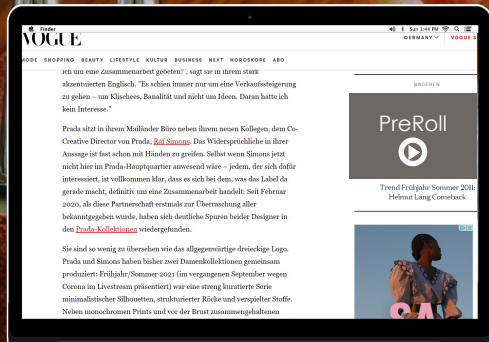 Finder
Sun 1:44 PM
VOGUE
GERMANY
VOGUE S
MODE SHOPPING BEAUTY LIFESTYLE KULTUR BUSINESS NEXT HOROSKOPE ABO
ich um eine Zusammenarbeit gebeten!", sagt sie in ihrem stark
akzentuierten Englisch. "Es schien immer nur um eine Verkaufssteigerung
zu gehen – um Klischees, Banalität und nicht um Ideen. Daran hatte ich
kein Interesse."
Prada sitzt in ihrem Mailänder Büro neben ihrem neuen Kollegen, dem Co-
Creative Director von Prada, Raf Simons. Das Widersprüchliche in ihrer
Aussage ist fast schon mit Händen zu greifen. Selbst wenn Simons jetzt
nicht hier im Prada-Hauptquartier anwesend wäre – jedem, der sich dafür
interessiert, ist vollkommen klar, dass es sich bei dem, was das Label da
gerade macht, definitiv um eine Zusammenarbeit handelt: Seit Februar
2020, als diese Partnerschaft erstmals zur Überraschung aller
bekanntgegeben wurde, haben sich deutliche Spuren beider Designer in
den Prada-Kollektionen wiedergefunden.
Sie sind so wenig zu übersehen wie das allgegenwärtige dreieckige Logo.
Prada und Simons haben bisher zwei Damenkollektionen gemeinsam
produziert: Frühjahr/Sommer 2021 (im vergangenen September wegen
Corona im Livestream präsentiert) war eine streng kuratierte Serie
minimalistischer Silhouetten, strukturierter Röcke und verspielter Stoffe.
Neben monochromen Prints und vor der Brust zusammengehaltenen
ANSEHEN
PreRoll
Trend Frühjahr/Sommer 2011:
Helmut Lang Comeback
SA